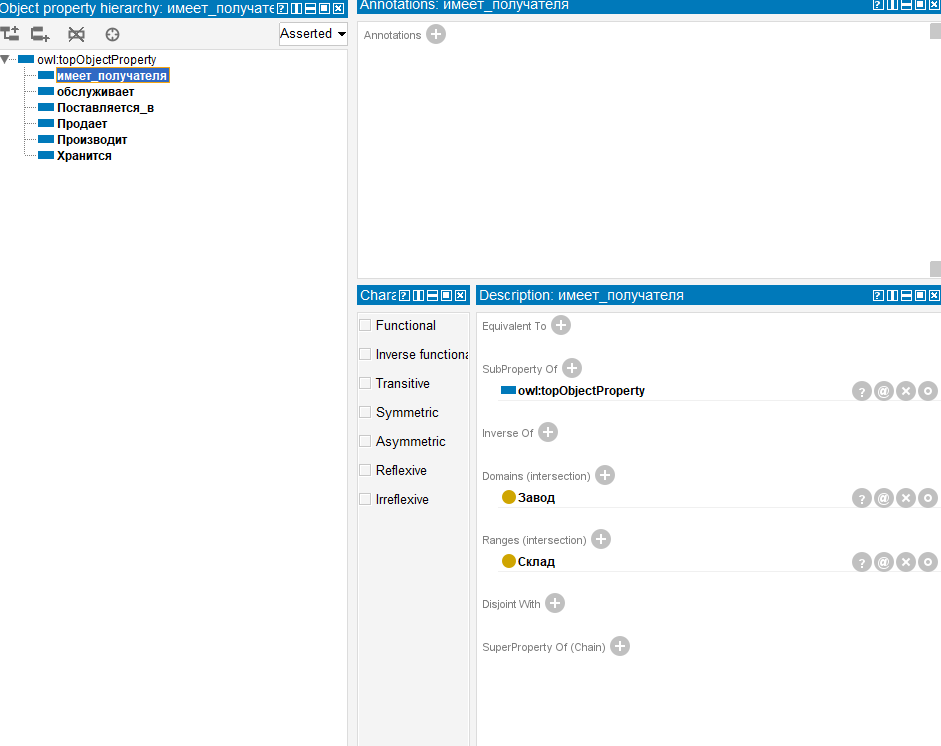 Object property hierarchy: имеет_получате
Asserted
owl:topObjectProperty
имеет_получателя
обслуживает
Поставляется_в
Продает
Производит
Хранится
Annotations: имеет_получателя
Annotations
Chara
Functional
Inverse functiona
Transitive
Symmetric
Asymmetric
Reflexive
Irreflexive
Description: имеет_получателя
Equivalent To
SubProperty Of
owl:topObjectProperty
Inverse Of
Domains (intersection)
Завод
Ranges (intersection)
Склад
Disjoint With
SuperProperty Of (Chain)